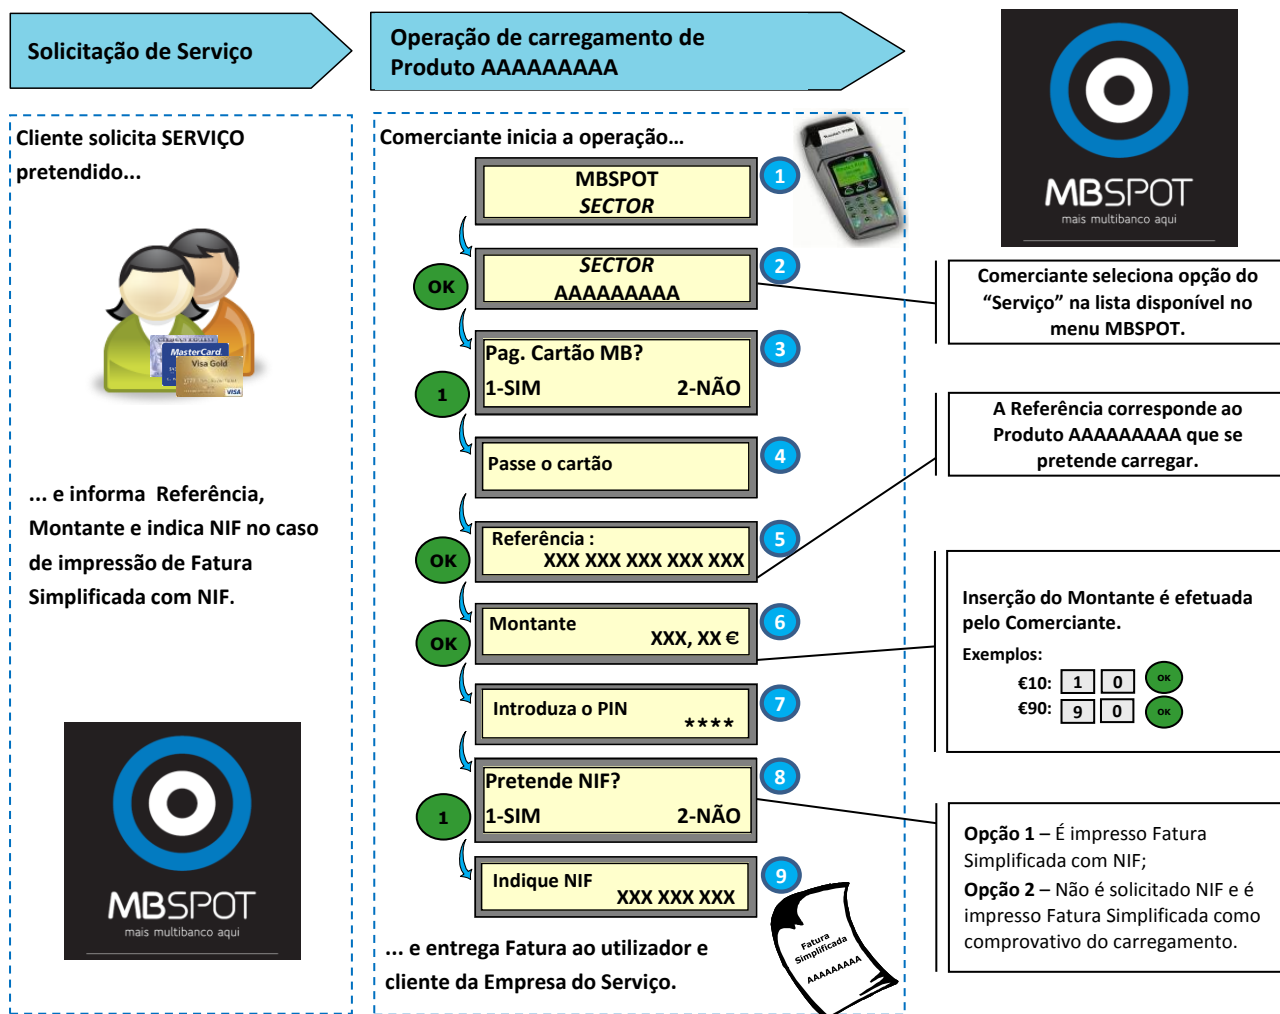 Solicitação de Serviço
Operação de carregamento de
Produto AAAAAAAAA
MBSPOT
mais multibanco aqui
Cliente solicita SERVIÇO
pretendido...
MasterCard
Visa Gold
VISA
... e informa  Referência,
Montante e indica NIF no caso
de impressão de Fatura
Simplificada com NIF.
MBSPOT
mais multibanco aqui
Comerciante inicia a operação...
MBSPOT
SECTOR
1
SECTOR
AAAAAAAAA
2
OK
Pag. Cartão MB?
1-SIM 2-NÃO
3
1
Passe o cartão
4
Referência :
XXX XXX XXX XXX XXX
5
OK
Montante
XXX, XX €
6
OK
Introduza o PIN
****
7
Pretende NIF?
1-SIM 2-NÃO
8
1
Indique NIF
XXX XXX XXX
9
Fatura
Simplificada
AAAAAAAAA
... e entrega Fatura ao utilizador e
cliente da Empresa do Serviço.
Comerciante seleciona opção do
“Serviço” na lista disponível no
menu MBSPOT.
A Referência corresponde ao
Produto AAAAAAAAA que se
pretende carregar.
Inserção do Montante é efetuada
pelo Comerciante.
Exemplos:
€10: 1 0 OK
€90: 9 0 OK
Opção 1 – É impresso Fatura
Simplificada com NIF;
Opção 2 – Não é solicitado NIF e é
impresso Fatura Simplificada como
comprovativo do carregamento.